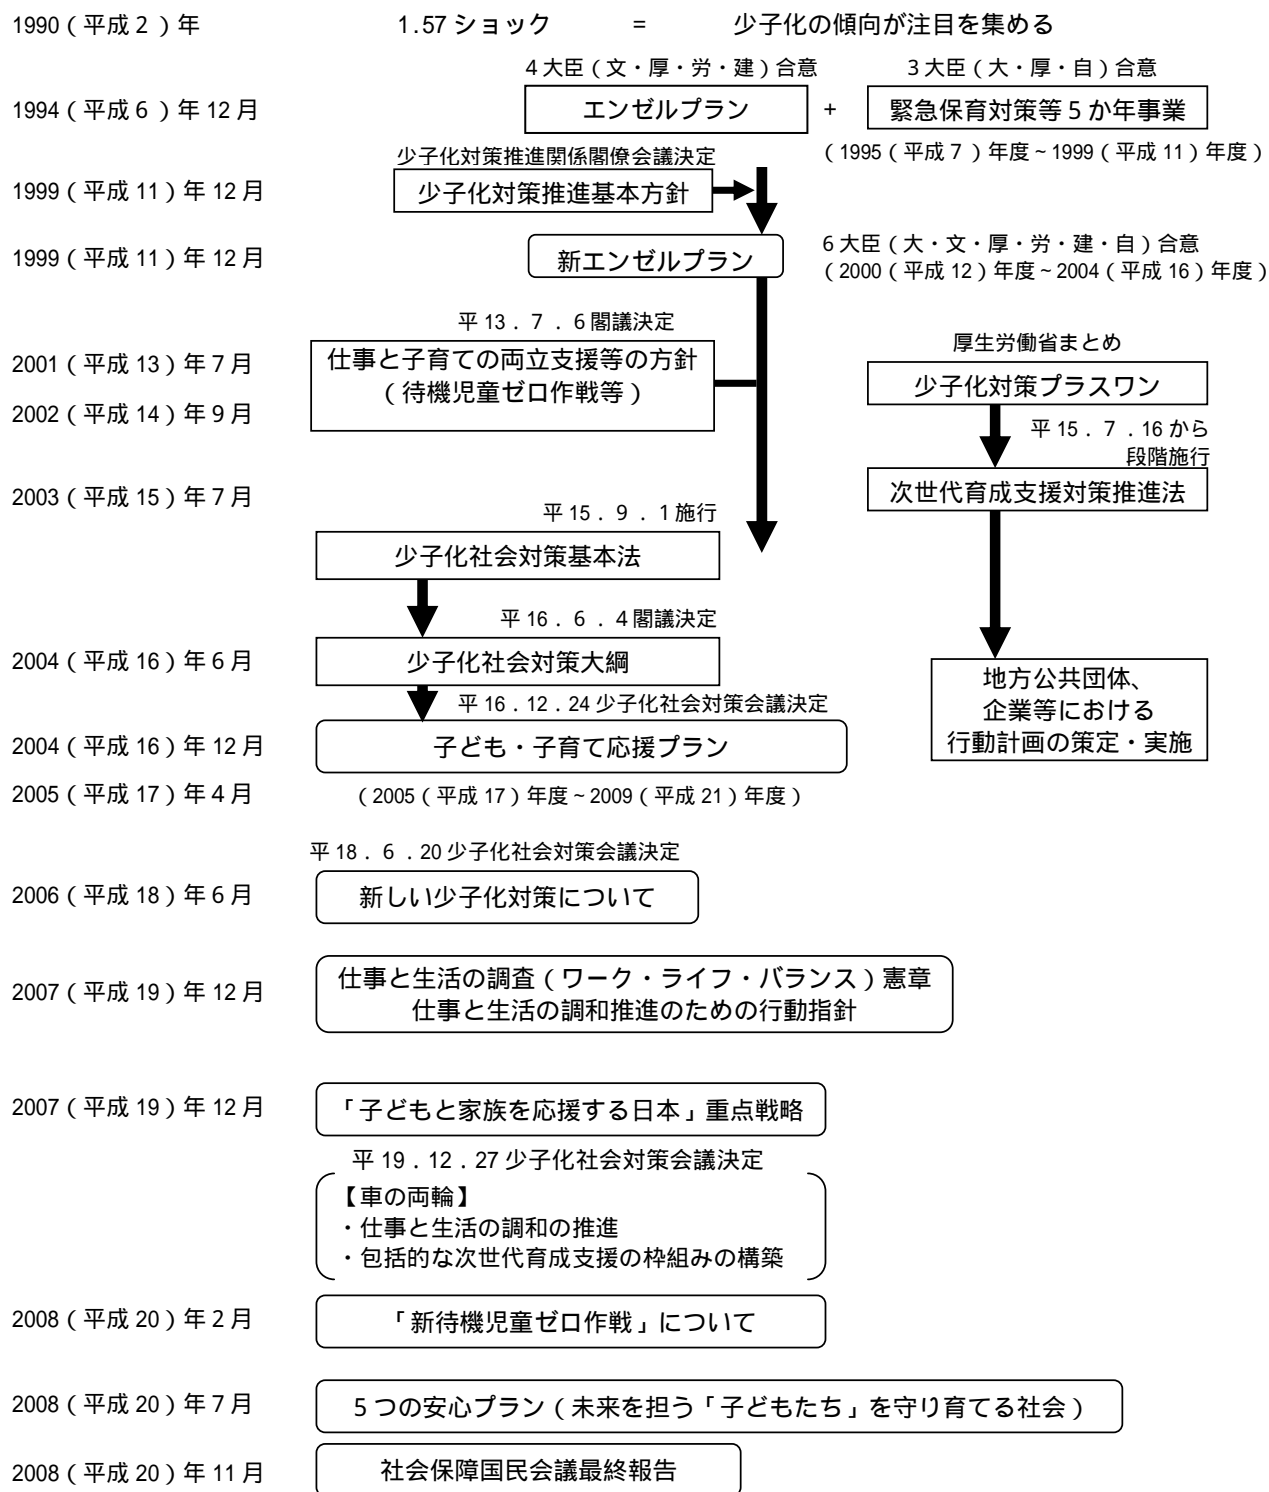 1990（平成２）年 1.57ショック ＝ 少子化の傾向が注目を集める
４大臣（文・厚・労・建）合意 ３大臣（大・厚・自）合意
1994（平成６）年12月 エンゼルプラン + 緊急保育対策等５か年事業
（1995（平成７）年度~1999（平成11）年度）
少子化対策推進関係閣僚会議決定
1999（平成11）年12月 少子化対策推進基本方針
1999（平成11）年12月 新エンゼルプラン
６大臣（大・文・厚・労・建・自）合意
（2000（平成12）年度~2004（平成16）年度）
平13．７．６閣議決定
2001（平成13）年７月 仕事と子育ての両立支援等の方針
（待機児童ゼロ作戦等）
厚生労働省まとめ
少子化対策プラスワン
2002（平成14）年９月
平15．７．16から
段階施行
2003（平成15）年７月 次世代育成支援対策推進法
平15．９．１施行
少子化社会対策基本法
平16．６．４閣議決定
2004（平成16）年６月 少子化社会対策大綱
地方公共団体、
企業等における
行動計画の策定・実施
平16．12．24少子化社会対策会議決定
2004（平成16）年12月 子ども・子育て応援プラン
2005（平成17）年４月 （2005（平成17）年度~2009（平成21）年度）
平18．６．20少子化社会対策会議決定
2006（平成18）年６月 新しい少子化対策について
2007（平成19）年12月 仕事と生活の調査（ワーク・ライフ・バランス）憲章
仕事と生活の調和推進のための行動指針
2007（平成19）年12月 「子どもと家族を応援する日本」重点戦略
平19．12．27少子化社会対策会議決定
【車の両輪】
・仕事と生活の調和の推進
・包括的な次世代育成支援の枠組みの構築
2008（平成20）年２月 「新待機児童ゼロ作戦」について
2008（平成20）年７月 ５つの安心プラン（未来を担う「子どもたち」を守り育てる社会）
2008（平成20）年11月 社会保障国民会議最終報告